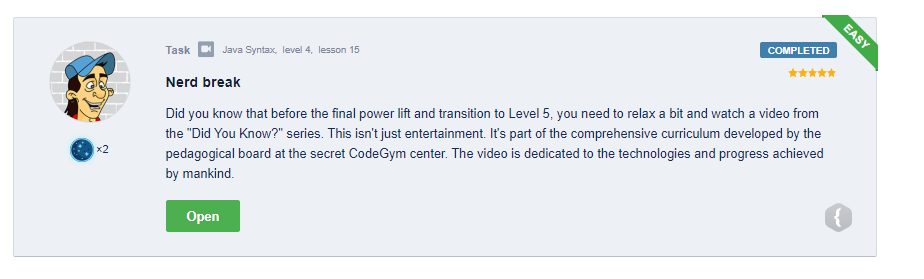 EASY
Task Java Syntax, level 4, lesson 15
COMPLETED
Nerd break
Did you know that before the final power lift and transition to Level 5, you need to relax a bit and watch a video from
the "Did You Know?" series. This isn't just entertainment. It's part of the comprehensive curriculum developed by the
pedagogical board at the secret CodeGym center. The video is dedicated to the technologies and progress achieved
by mankind.
×2
Open